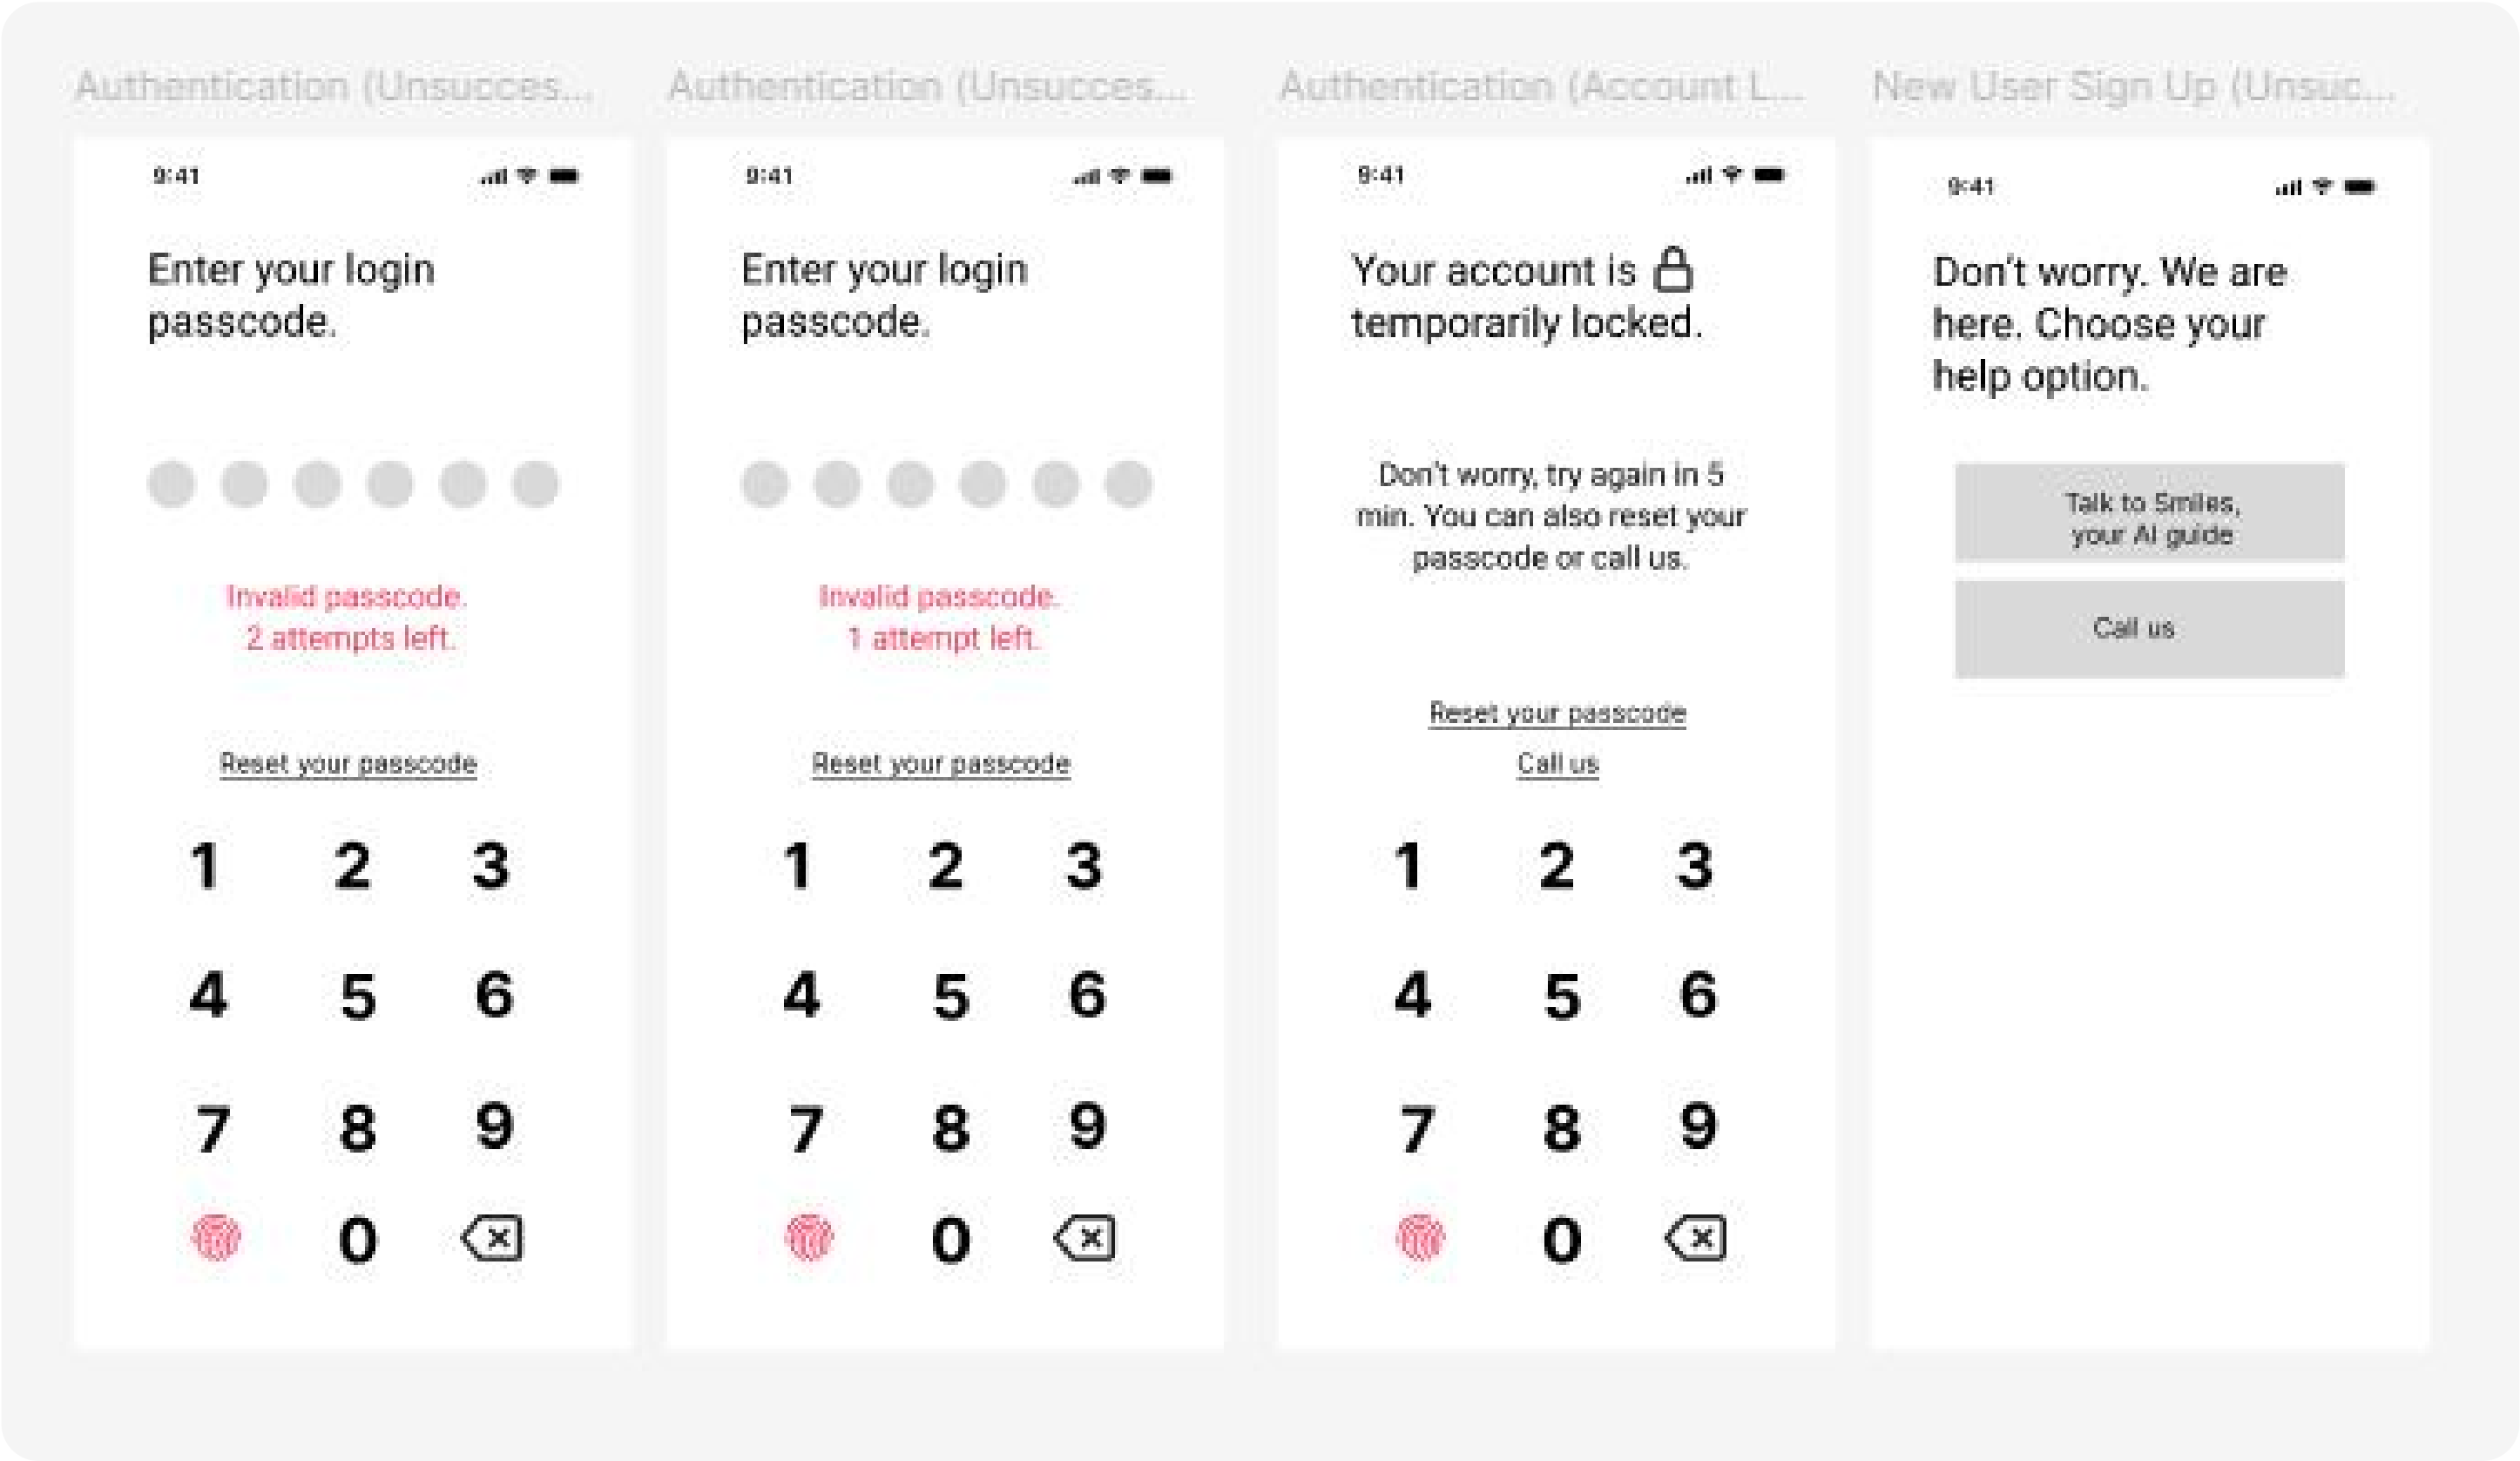 Authentication (Unsucces...
9:41
Enter your login
passcode.
Invalid passcode.
2 attempts left.
Reset your passcode
1 2 3
4 5 6
7 8 9
0
Authentication (Unsucces...
9:41
Enter your login
passcode.
Invalid passcode.
1 attempt left.
Reset your passcode
1 2 3
4 5 6
7 8 9
0
Authentication (Account L...
9:41
Your account is
temporarily locked.
Don't worry, try again in 5
min. You can also reset your
passcode or call us.
Reset your passcode
Call us
1 2 3
4 5 6
7 8 9
0
New User Sign Up (Unsuc...
9:41
Don't worry. We are
here. Choose your
help option.
Talk to Smiles,
your AI guide
Call us